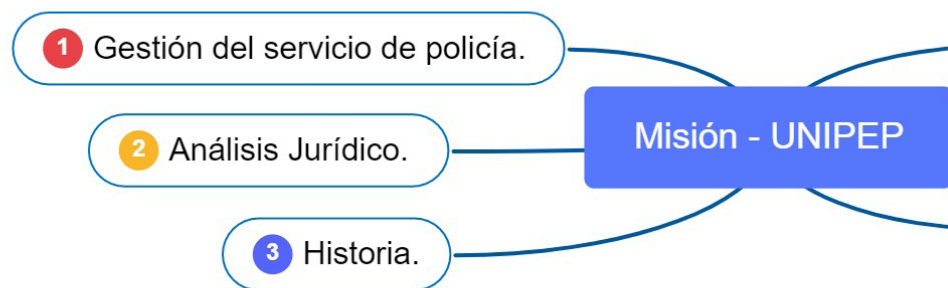 1 Gestión del servicio de policía.
2 Análisis Jurídico.
3 Historia.
Misión - UNIPEP